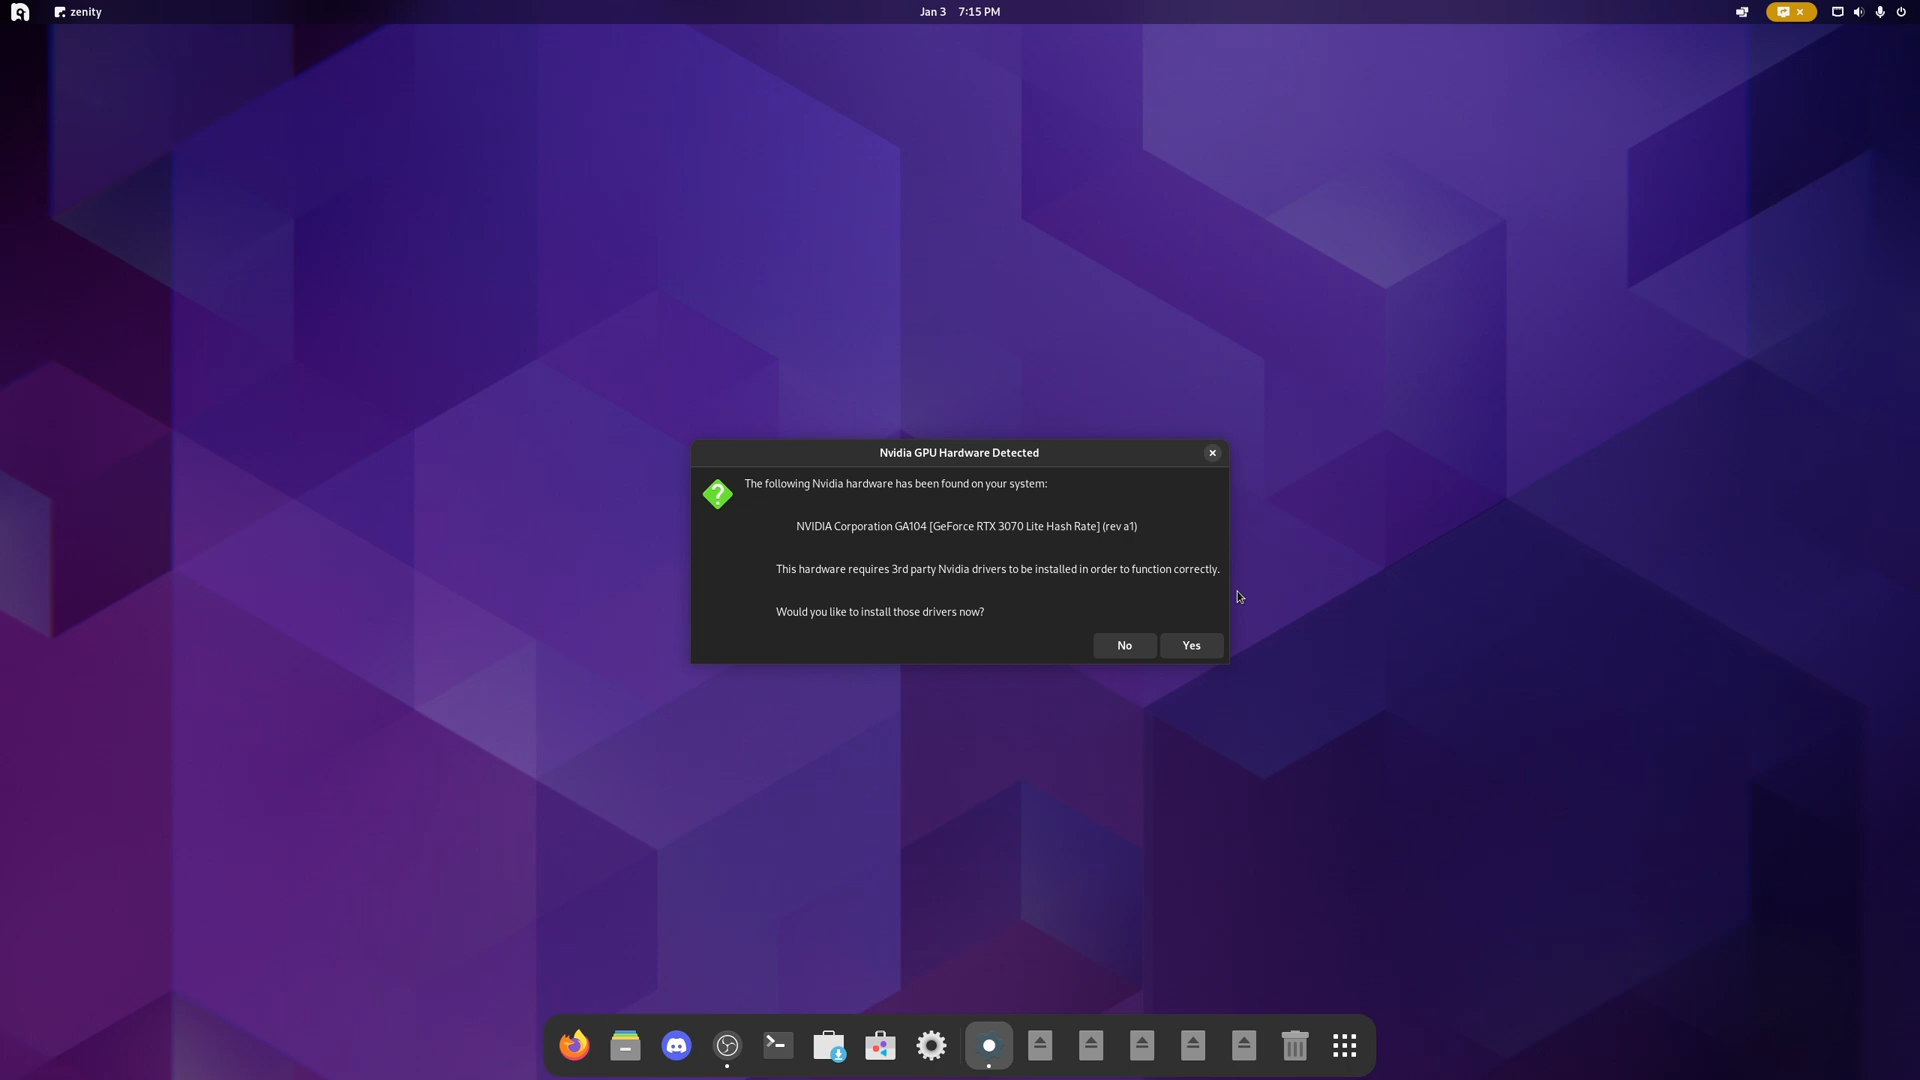 zenity
Jan 3 7:15 PM
Nvidia GPU Hardware Detected
The following Nvidia hardware has been found on your system:
NVIDIA Corporation GA104 [GeForce RTX 3070 Lite Hash Rate] (rev a1)
This hardware requires 3rd party Nvidia drivers to be installed in order to function correctly.
Would you like to install those drivers now?
No Yes